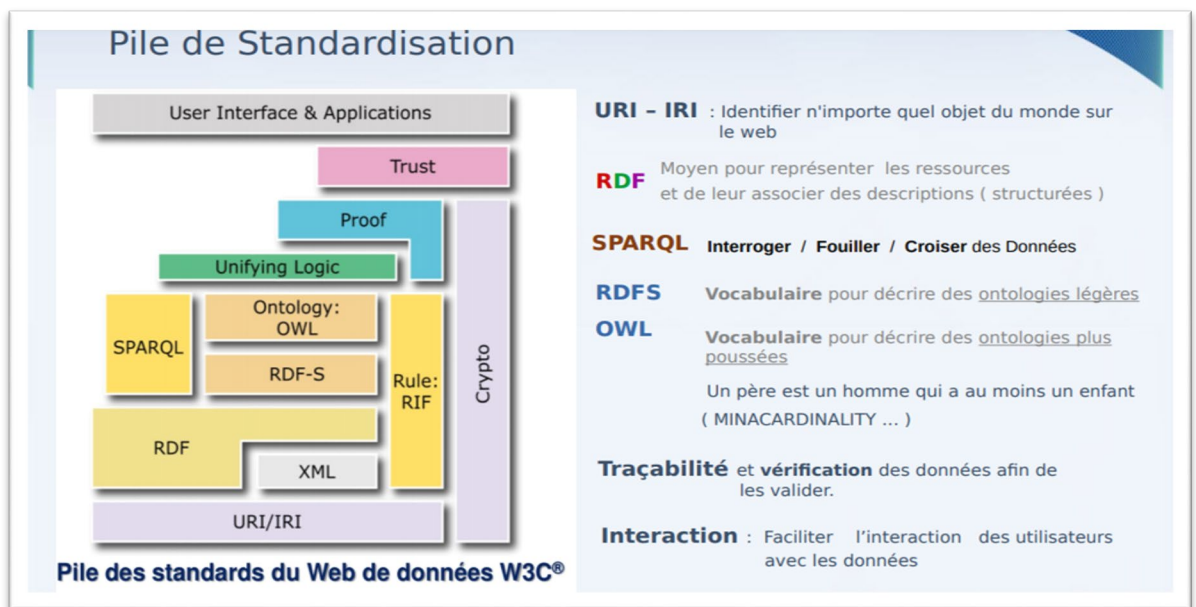 Pile de Standardisation
User Interface & Applications
Trust
Proof
Unifying Logic
Ontology:
OWL
SPARQL
RDF-S
Rule:
RIF
Crypto
RDF
XML
URI/IRI
Pile des standards du Web de données W3C®
URI – IRI : Identifier n'importe quel objet du monde sur
le web
RDF Moyen pour représenter les ressources
et de leur associer des descriptions ( structurées )
SPARQL Interroger / Fouiller / Croiser des Données
RDFS Vocabulaire pour décrire des ontologies légères
OWL Vocabulaire pour décrire des ontologies plus
poussées
Un père est un homme qui a au moins un enfant
( MINACARDINALITY ... )
Traçabilité et vérification des données afin de
les valider.
Interaction : Faciliter l’interaction des utilisateurs
avec les données